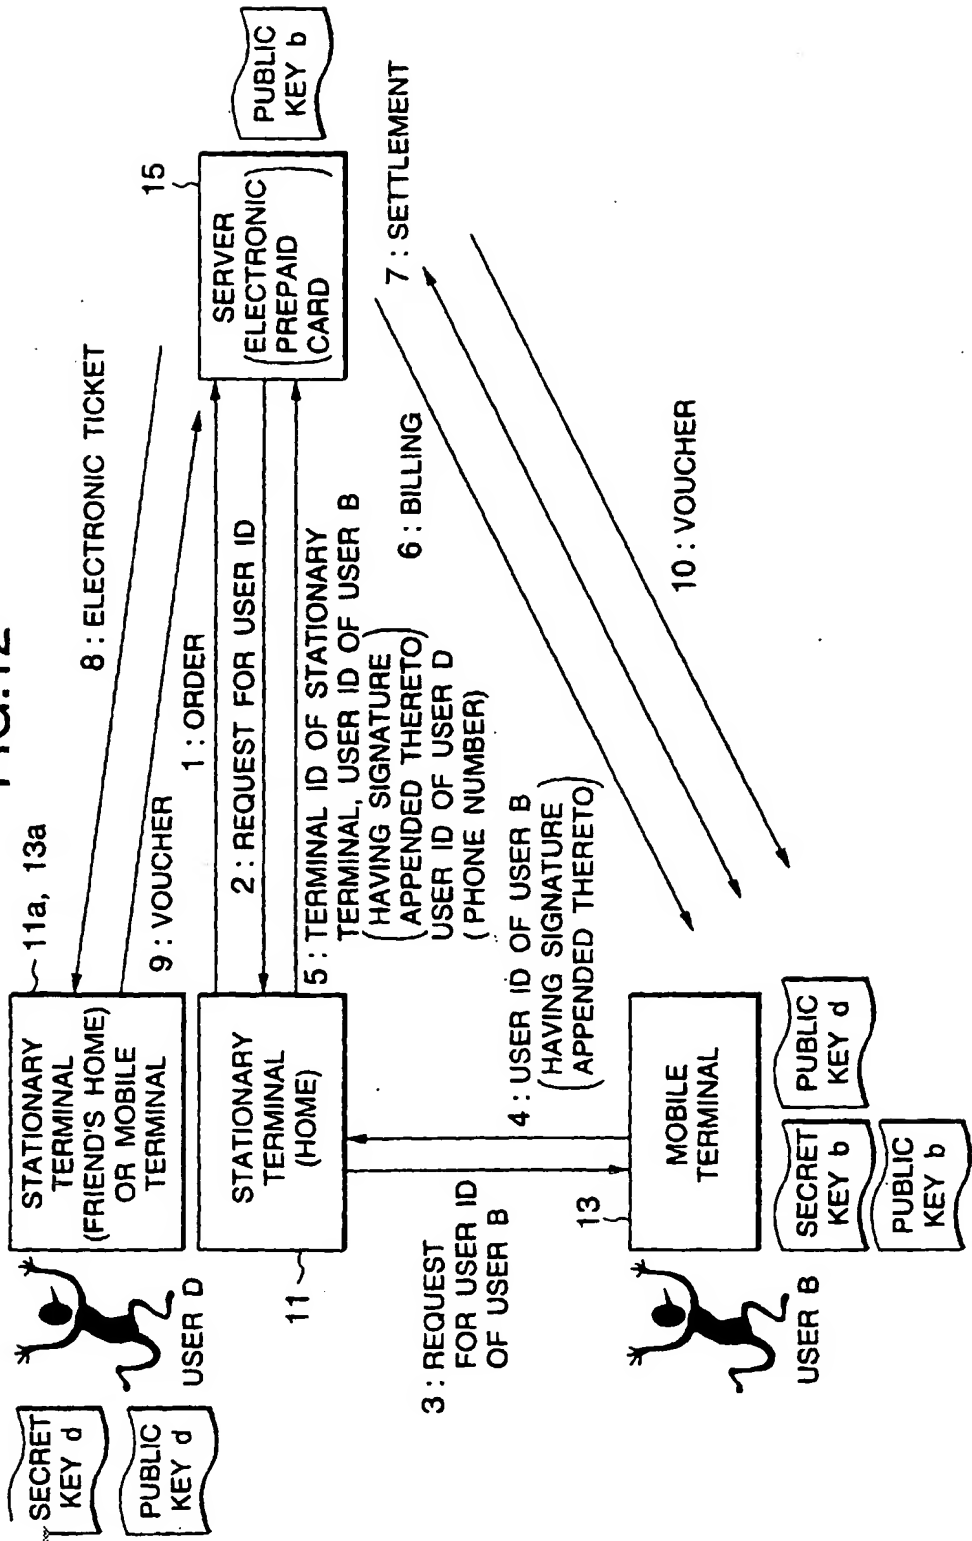 FIG.12
SECRET
KEY d
PUBLIC
KEY d
USER D
STATIONARY
TERMINAL
(FRIEND'S HOME)
OR MOBILE
TERMINAL
11a, 13a
8 : ELECTRONIC TICKET
9 : VOUCHER
1 : ORDER
2 : REQUEST FOR USER ID
5 : TERMINAL ID OF STATIONARY
TERMINAL, USER ID OF USER B
(HAVING SIGNATURE
APPENDED THERETO)
USER ID OF USER D
(PHONE NUMBER)
15
SERVER
(ELECTRONIC
PREPAID
CARD)
PUBLIC
KEY b
11
STATIONARY
TERMINAL
(HOME)
6 : BILLING
7 : SETTLEMENT
10 : VOUCHER
3 : REQUEST
FOR USER ID
OF USER B
4 : USER ID OF USER B
(HAVING SIGNATURE
APPENDED THERETO)
13
MOBILE
TERMINAL
USER B
SECRET
KEY b
PUBLIC
KEY d
PUBLIC
KEY b